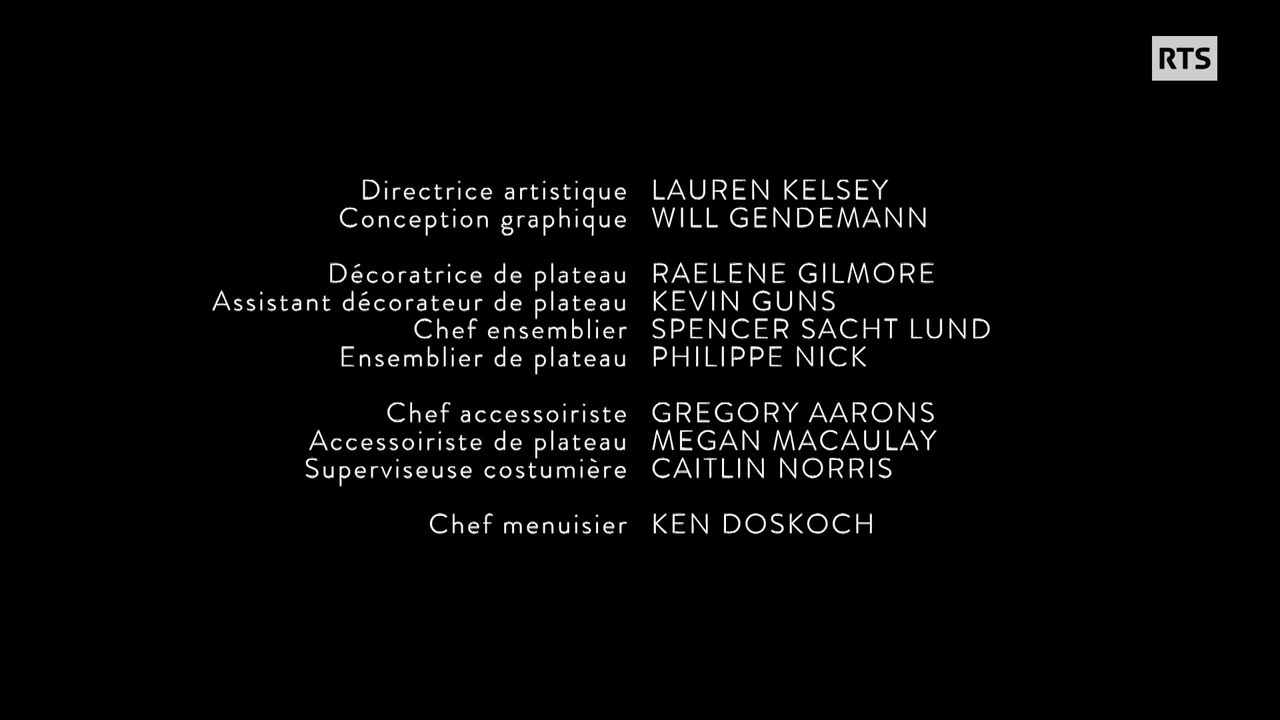 RTS
Directrice artistique LAUREN KELSEY
Conception graphique WILL GENDEMANN
Décoratrice de plateau RAELENE GILMORE
Assistant décorateur de plateau KEVIN GUNS
Chef ensemblier SPENCER SACHT LUND
Ensemblier de plateau PHILIPPE NICK
Chef accessoiriste GREGORY AARONS
Accessoiriste de plateau MEGAN MACAULAY
Superviseuse costumière CAITLIN NORRIS
Chef menuisier KEN DOSKOCH